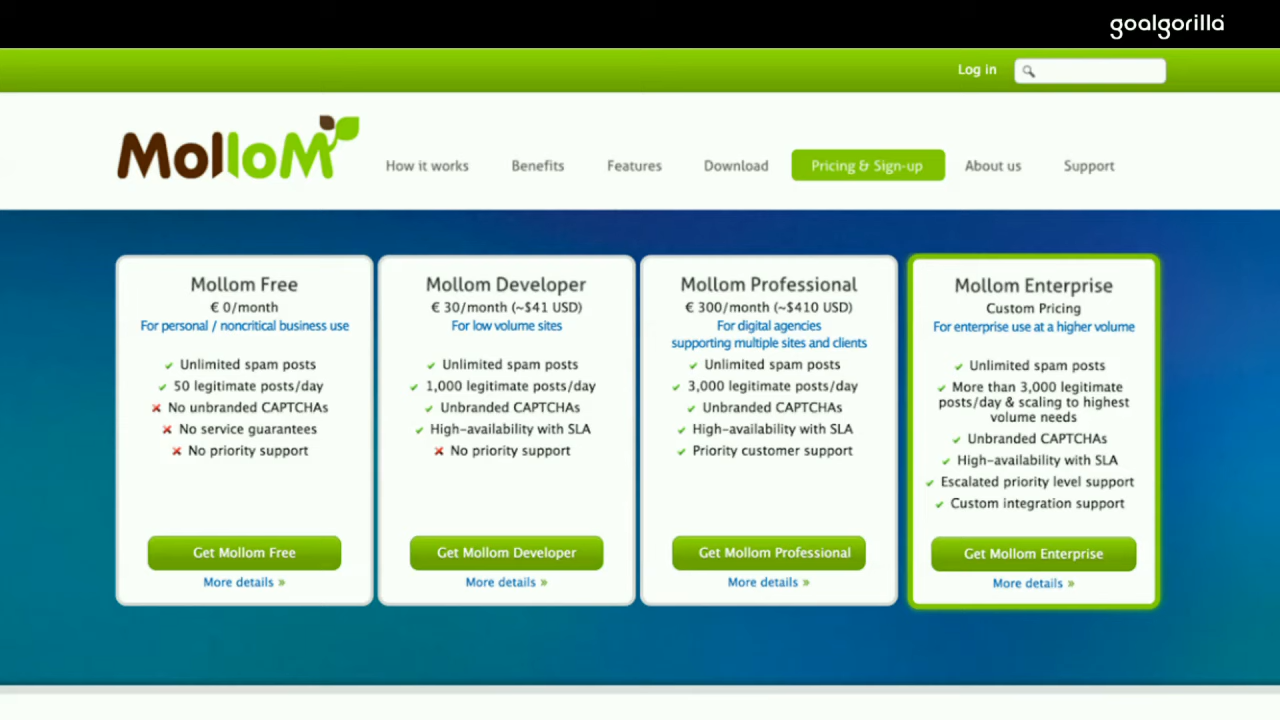 goalgorilla
Log in
MolloM
How it works
Benefits
Features
Download
Pricing & Sign-up
About us
Support
Mollom Free
€ 0/month
For personal / noncritical business use
Unlimited spam posts
50 legitimate posts/day
No unbranded CAPTCHAs
No service guarantees
No priority support
Get Mollom Free
More details »
Mollom Developer
€ 30/month (~$41 USD)
For low volume sites
Unlimited spam posts
1,000 legitimate posts/day
Unbranded CAPTCHAs
High-availability with SLA
No priority support
Get Mollom Developer
More details »
Mollom Professional
€ 300/month (~$410 USD)
For digital agencies
supporting multiple sites and clients
Unlimited spam posts
3,000 legitimate posts/day
Unbranded CAPTCHAs
High-availability with SLA
Priority customer support
Get Mollom Professional
More details »
Mollom Enterprise
Custom Pricing
For enterprise use at a higher volume
Unlimited spam posts
More than 3,000 legitimate
posts/day & scaling to highest
volume needs
Unbranded CAPTCHAs
High-availability with SLA
Escalated priority level support
Custom integration support
Get Mollom Enterprise
More details »